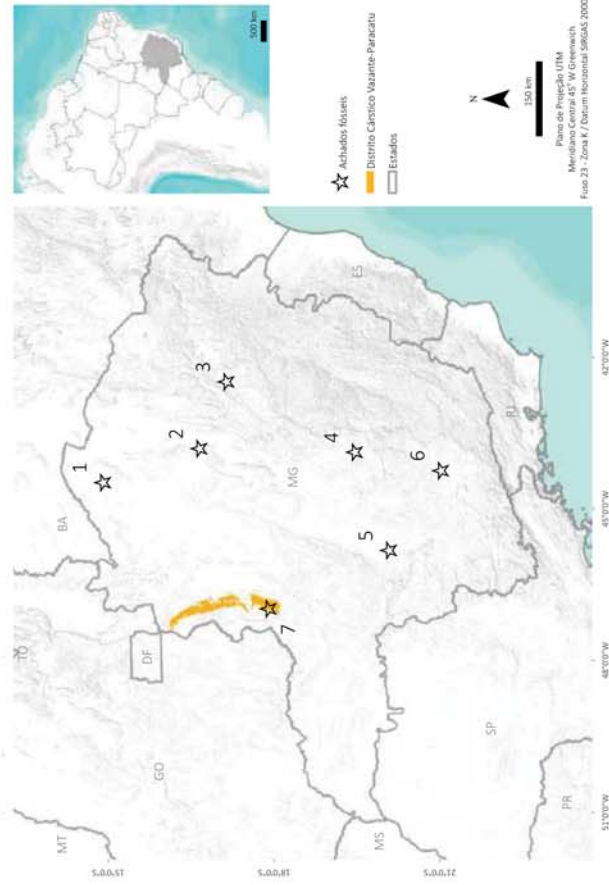 MT
TO
BA
GO
DF
MG
ES
MS
SP
RJ
PR
1
2
3
4
5
6
7
15°0'0"S
18°0'0"S
21°0'0"S
51°0'0"W
48°0'0"W
45°0'0"W
42°0'0"W
500 km
Achados fósseis
Distrito Cárstico Vazante-Paracatu
Estados
N
150 km
Plano de Projeção UTM
Meridiano Central 45° W Greenwich
Fuso 23 - Zona K / Datum Horizontal SIRGAS 2000